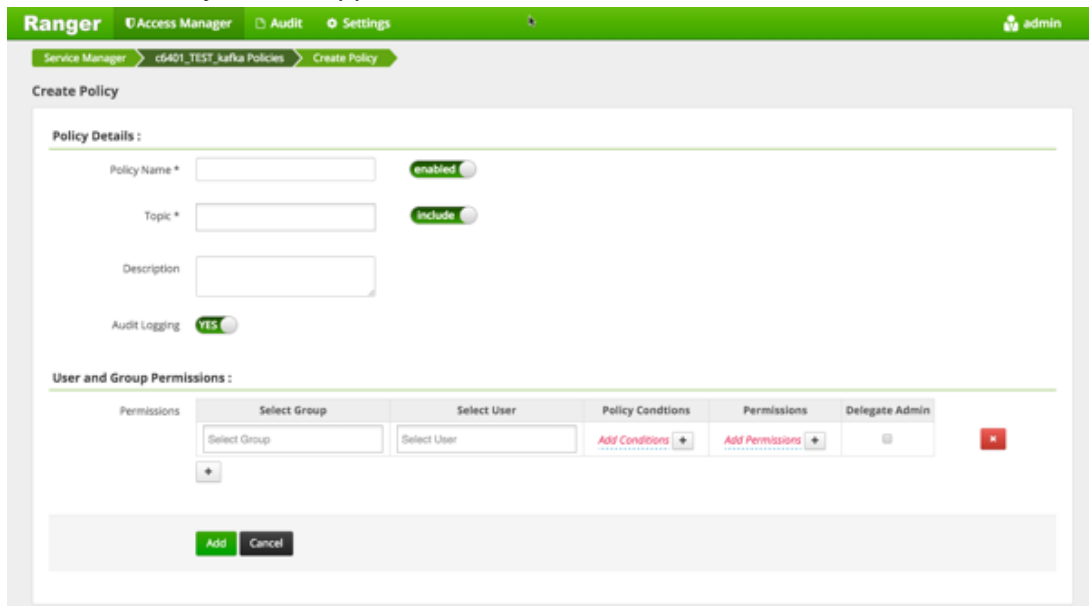 Ranger Access Manager Audit Settings admin
Service Manager c6401_TEST_kafka Policies Create Policy
Create Policy
Policy Details :
Policy Name * enabled
Topic * include
Description
Audit Logging YES
User and Group Permissions :
Permissions Select Group Select User Policy Condtions Permissions Delegate Admin
Select Group Select User Add Conditions + Add Permissions + ×
+
Add Cancel